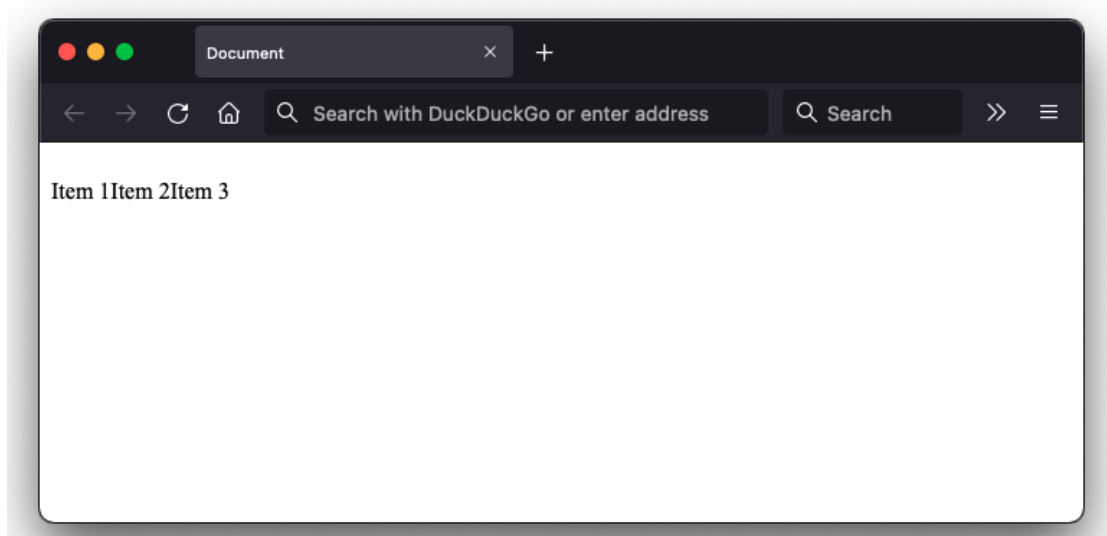 Document
Search with DuckDuckGo or enter address
Search
Item 1Item 2Item 3